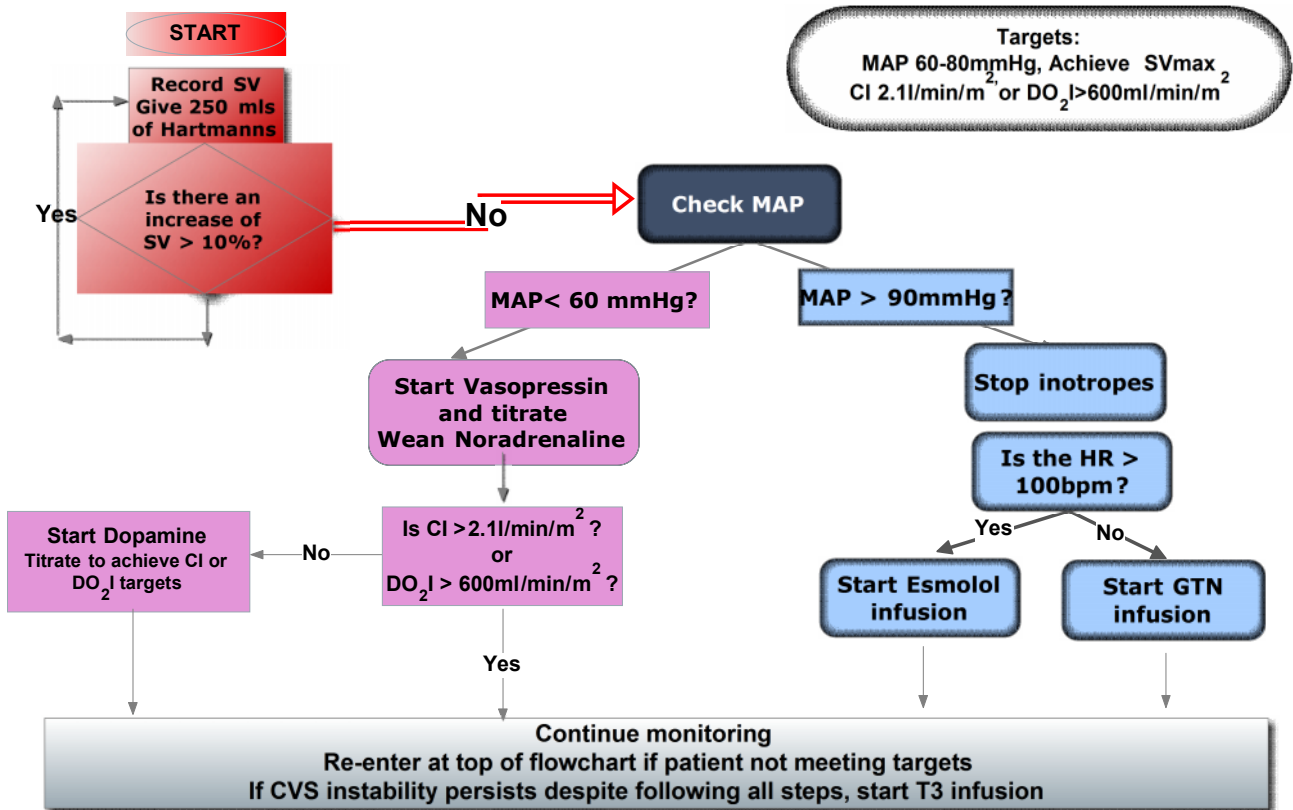 START
Record SV
Give 250 mls
of Hartmanns
Is there an
increase of
SV > 10%?
Yes
No
Targets:
MAP 60-80mmHg, Achieve SVmax
CI 2.1l/min/m², or DO₂I>600ml/min/m²
Check MAP
MAP< 60 mmHg?
MAP > 90mmHg?
Start Vasopressin
and titrate
Wean Noradrenaline
Stop inotropes
Is the HR >
100bpm?
Yes
No
Is CI >2.1l/min/m² ?
or
DO₂I > 600ml/min/m² ?
No
Start Dopamine
Titrate to achieve CI or
DO₂I targets
Start Esmolol
infusion
Start GTN
infusion
Yes
Continue monitoring
Re-enter at top of flowchart if patient not meeting targets
If CVS instability persists despite following all steps, start T3 infusion